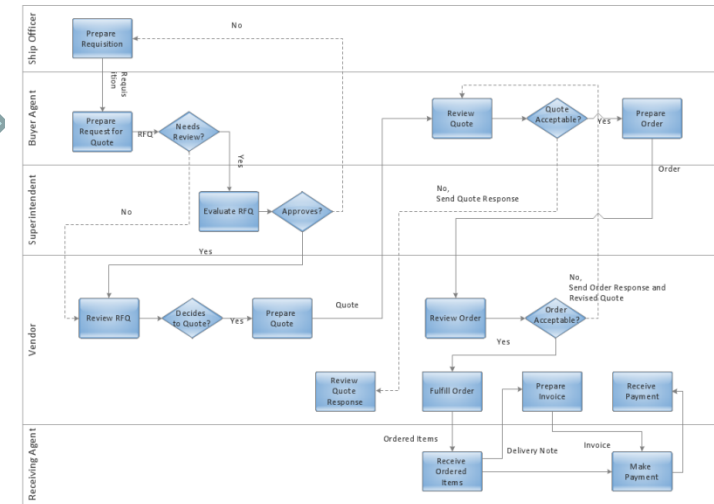 Ship Officer
Prepare
Requisition
No
Requis
ition
Buyer Agent
Prepare
Request for
Quote
RFQ
Needs
Review?
Yes
Review
Quote
Quote
Acceptable?
Yes
Prepare
Order
Superintendent
No
Evaluate RFQ
Approves?
Yes
No,
Send Quote Response
Order
Vendor
Review RFQ
Decides
to Quote?
Yes
Prepare
Quote
Quote
Review Order
Order
Acceptable?
No,
Send Order Response and
Revised Quote
Yes
Review
Quote
Response
Fulfill Order
Prepare
Invoice
Receive
Payment
Receiving Agent
Ordered Items
Receive
Ordered
Items
Delivery Note
Invoice
Make
Payment